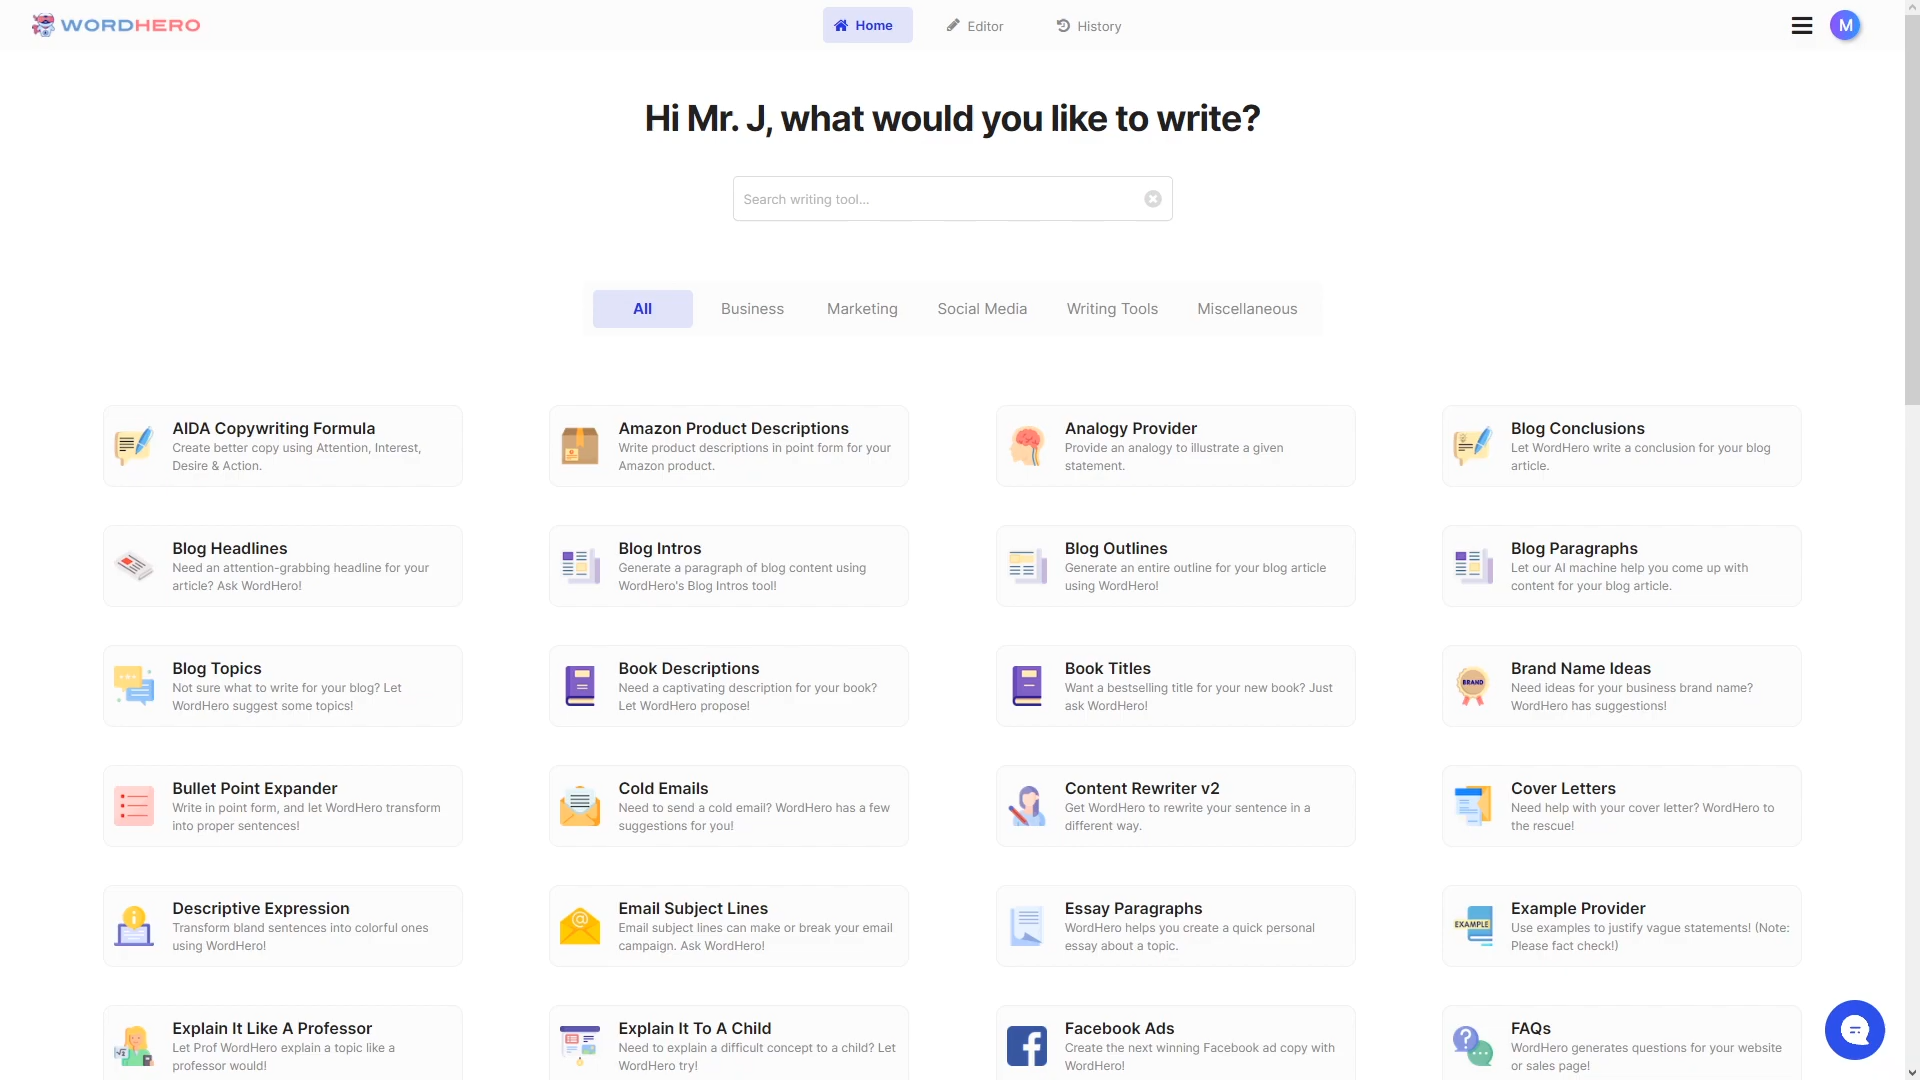 WORDHERO
Home
Editor
History
M
Hi Mr. J, what would you like to write?
Search writing tool...
All
Business
Marketing
Social Media
Writing Tools
Miscellaneous
AIDA Copywriting Formula
Create better copy using Attention, Interest,
Desire & Action.
Amazon Product Descriptions
Write product descriptions in point form for your
Amazon product.
Analogy Provider
Provide an analogy to illustrate a given
statement.
Blog Conclusions
Let WordHero write a conclusion for your blog
article.
Blog Headlines
Need an attention-grabbing headline for your
article? Ask WordHero!
Blog Intros
Generate a paragraph of blog content using
WordHero's Blog Intros tool!
Blog Outlines
Generate an entire outline for your blog article
using WordHero!
Blog Paragraphs
Let our AI machine help you come up with
content for your blog article.
Blog Topics
Not sure what to write for your blog? Let
WordHero suggest some topics!
Book Descriptions
Need a captivating description for your book?
Let WordHero propose!
Book Titles
Want a bestselling title for your new book? Just
ask WordHero!
BRAND
Brand Name Ideas
Need ideas for your business brand name?
WordHero has suggestions!
Bullet Point Expander
Write in point form, and let WordHero transform
into proper sentences!
Cold Emails
Need to send a cold email? WordHero has a few
suggestions for you!
Content Rewriter v2
Get WordHero to rewrite your sentence in a
different way.
Cover Letters
Need help with your cover letter? WordHero to
the rescue!
Descriptive Expression
Transform bland sentences into colorful ones
using WordHero!
Email Subject Lines
Email subject lines can make or break your email
campaign. Ask WordHero!
Essay Paragraphs
WordHero helps you create a quick personal
essay about a topic.
EXAMPLE
Example Provider
Use examples to justify vague statements! (Note:
Please fact check!)
Explain It Like A Professor
Let Prof WordHero explain a topic like a
professor would!
Explain It To A Child
Need to explain a difficult concept to a child? Let
WordHero try!
Facebook Ads
Create the next winning Facebook ad copy with
WordHero!
FAQs
WordHero generates questions for your website
or sales page!